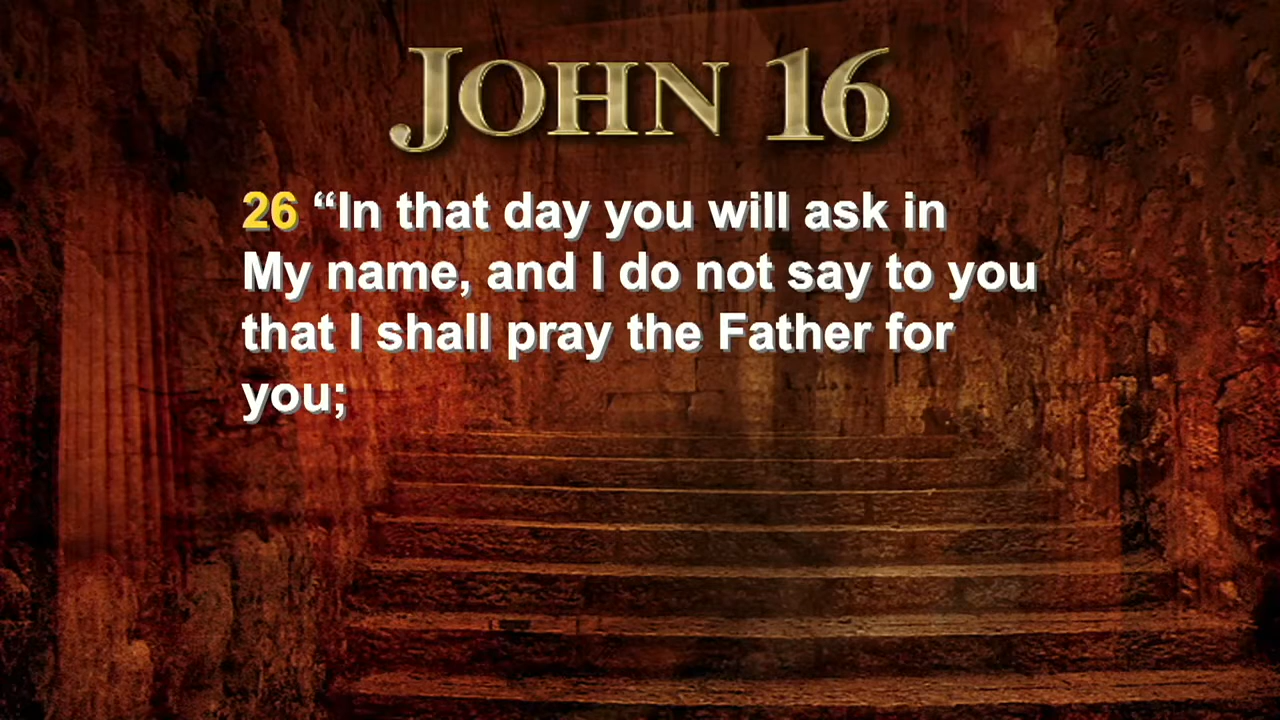 JOHN 16
26 “In that day you will ask in
My name, and I do not say to you
that I shall pray the Father for
you;